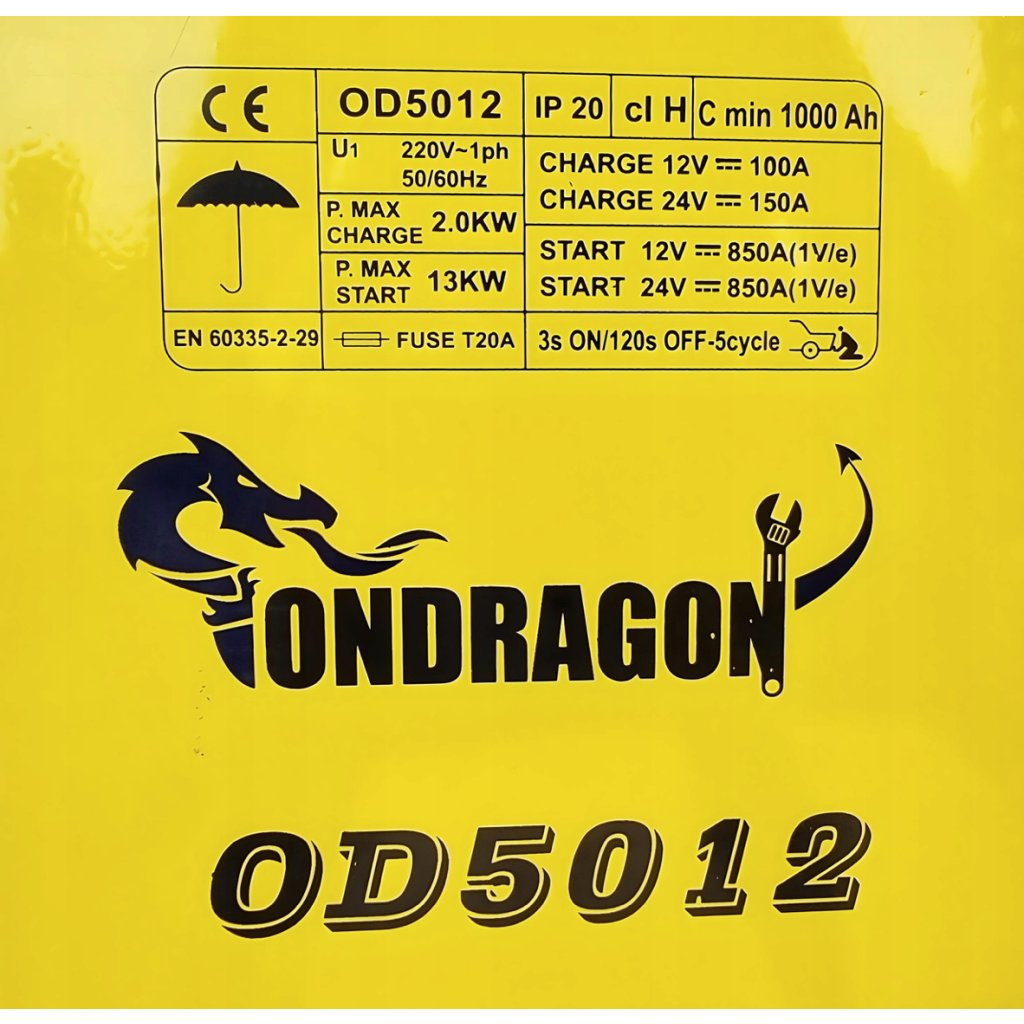 CE
OD5012
IP 20
cI H
C min 1000 Ah
U1 220V~1ph
50/60Hz
CHARGE 12V ⎓ 100A
CHARGE 24V ⎓ 150A
P. MAX
CHARGE 2.0KW
START 12V ⎓ 850A(1V/e)
START 24V ⎓ 850A(1V/e)
P. MAX
START 13KW
EN 60335-2-29
FUSE T20A
3s ON/120s OFF-5cycle
ONDRAGON
OD5012